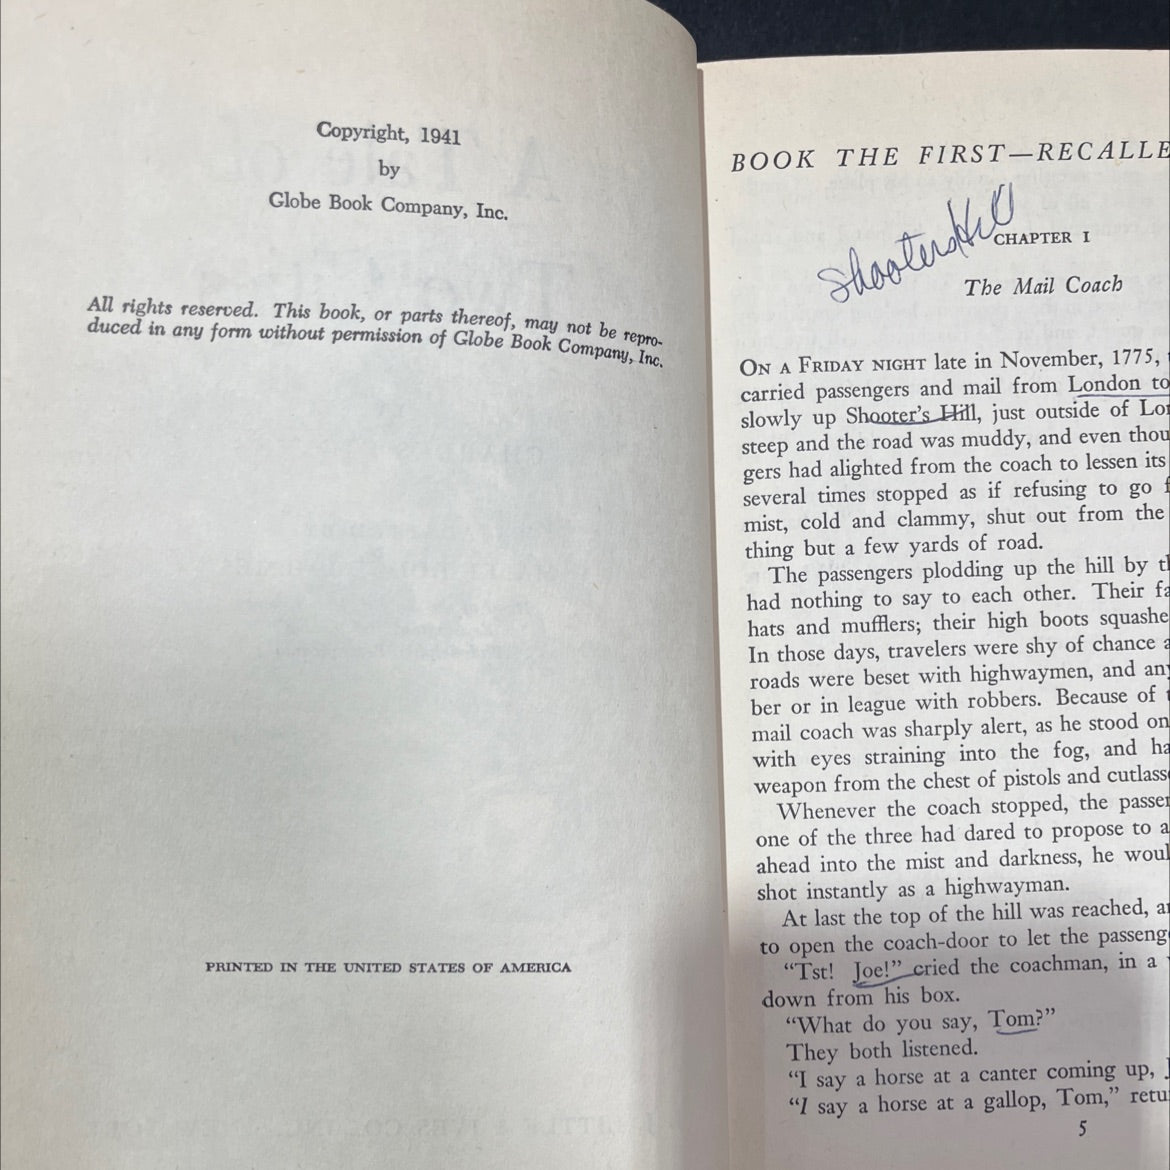 Copyright, 1941
by
Globe Book Company, Inc.
All rights reserved. This book, or parts thereof, may not be repro-
duced in any form without permission of Globe Book Company, Inc.
PRINTED IN THE UNITED STATES OF AMERICA
BOOK THE FIRST—RECALLE
Shooters Hill
CHAPTER I
The Mail Coach
ON A FRIDAY NIGHT late in November, 1775,
carried passengers and mail from London to
slowly up Shooter's Hill, just outside of Lon
steep and the road was muddy, and even thou
gers had alighted from the coach to lessen its
several times stopped as if refusing to go f
mist, cold and clammy, shut out from the
thing but a few yards of road.
The passengers plodding up the hill by th
had nothing to say to each other. Their fa
hats and mufflers; their high boots squashe
In those days, travelers were shy of chance a
roads were beset with highwaymen, and any
ber or in league with robbers. Because of t
mail coach was sharply alert, as he stood on
with eyes straining into the fog, and ha
weapon from the chest of pistols and cutlasse
Whenever the coach stopped, the passen
one of the three had dared to propose to a
ahead into the mist and darkness, he woul
shot instantly as a highwayman.
At last the top of the hill was reached, an
to open the coach-door to let the passenge
“Tst! Joe!” cried the coachman, in a
down from his box.
“What do you say, Tom?”
They both listened.
“I say a horse at a canter coming up, J
“I say a horse at a gallop, Tom,” retu
5